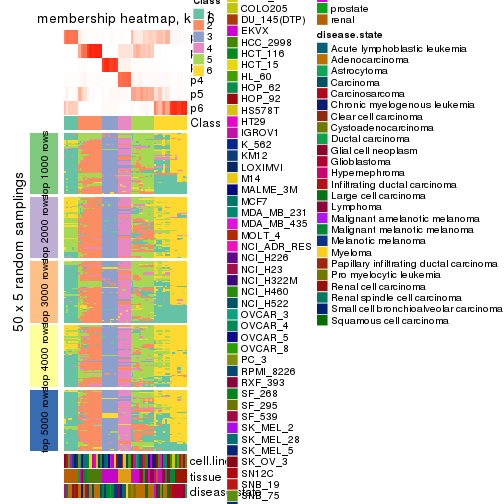 membership heatmap, k = 6
p4
p5
p6
Class
50 x 5 random samplings
top 1000 rows
top 2000 rows
top 3000 rows
top 4000 rows
top 5000 rows
cell.line
tissue
disease.state
Class
1
2
3
4
5
6
COLO205
DU_145(DTP)
EKVX
HCC_2998
HCT_116
HCT_15
HL_60
HOP_62
HOP_92
HS578T
HT29
IGROV1
K_562
KM12
LOXIMVI
M14
MALME_3M
MCF7
MDA_MB_231
MDA_MB_435
MOLT_4
NCI_ADR_RES
NCI_H226
NCI_H23
NCI_H322M
NCI_H460
NCI_H522
OVCAR_3
OVCAR_4
OVCAR_5
OVCAR_8
PC_3
RPMI_8226
RXF_393
SF_268
SF_295
SF_539
SK_MEL_2
SK_MEL_28
SK_MEL_5
SK_OV_3
SN12C
SNB_19
SNB_75
prostate
renal
disease.state
Acute lymphoblastic leukemia
Adenocarcinoma
Astrocytoma
Carcinoma
Carcinosarcoma
Chronic myelogenous leukemia
Clear cell carcinoma
Cystoadenocarcinoma
Ductal carcinoma
Glial cell neoplasm
Glioblastoma
Hypernephroma
Infiltrating ductal carcinoma
Large cell carcinoma
Lymphoma
Malignant amelanotic melanoma
Malignant melanotic melanoma
Melanotic melanoma
Myeloma
Papillary infiltrating ductal carcinoma
Pro myelocytic leukemia
Renal cell carcinoma
Renal spindle cell carcinoma
Small cell bronchioalveolar carcinoma
Squamous cell carcinoma